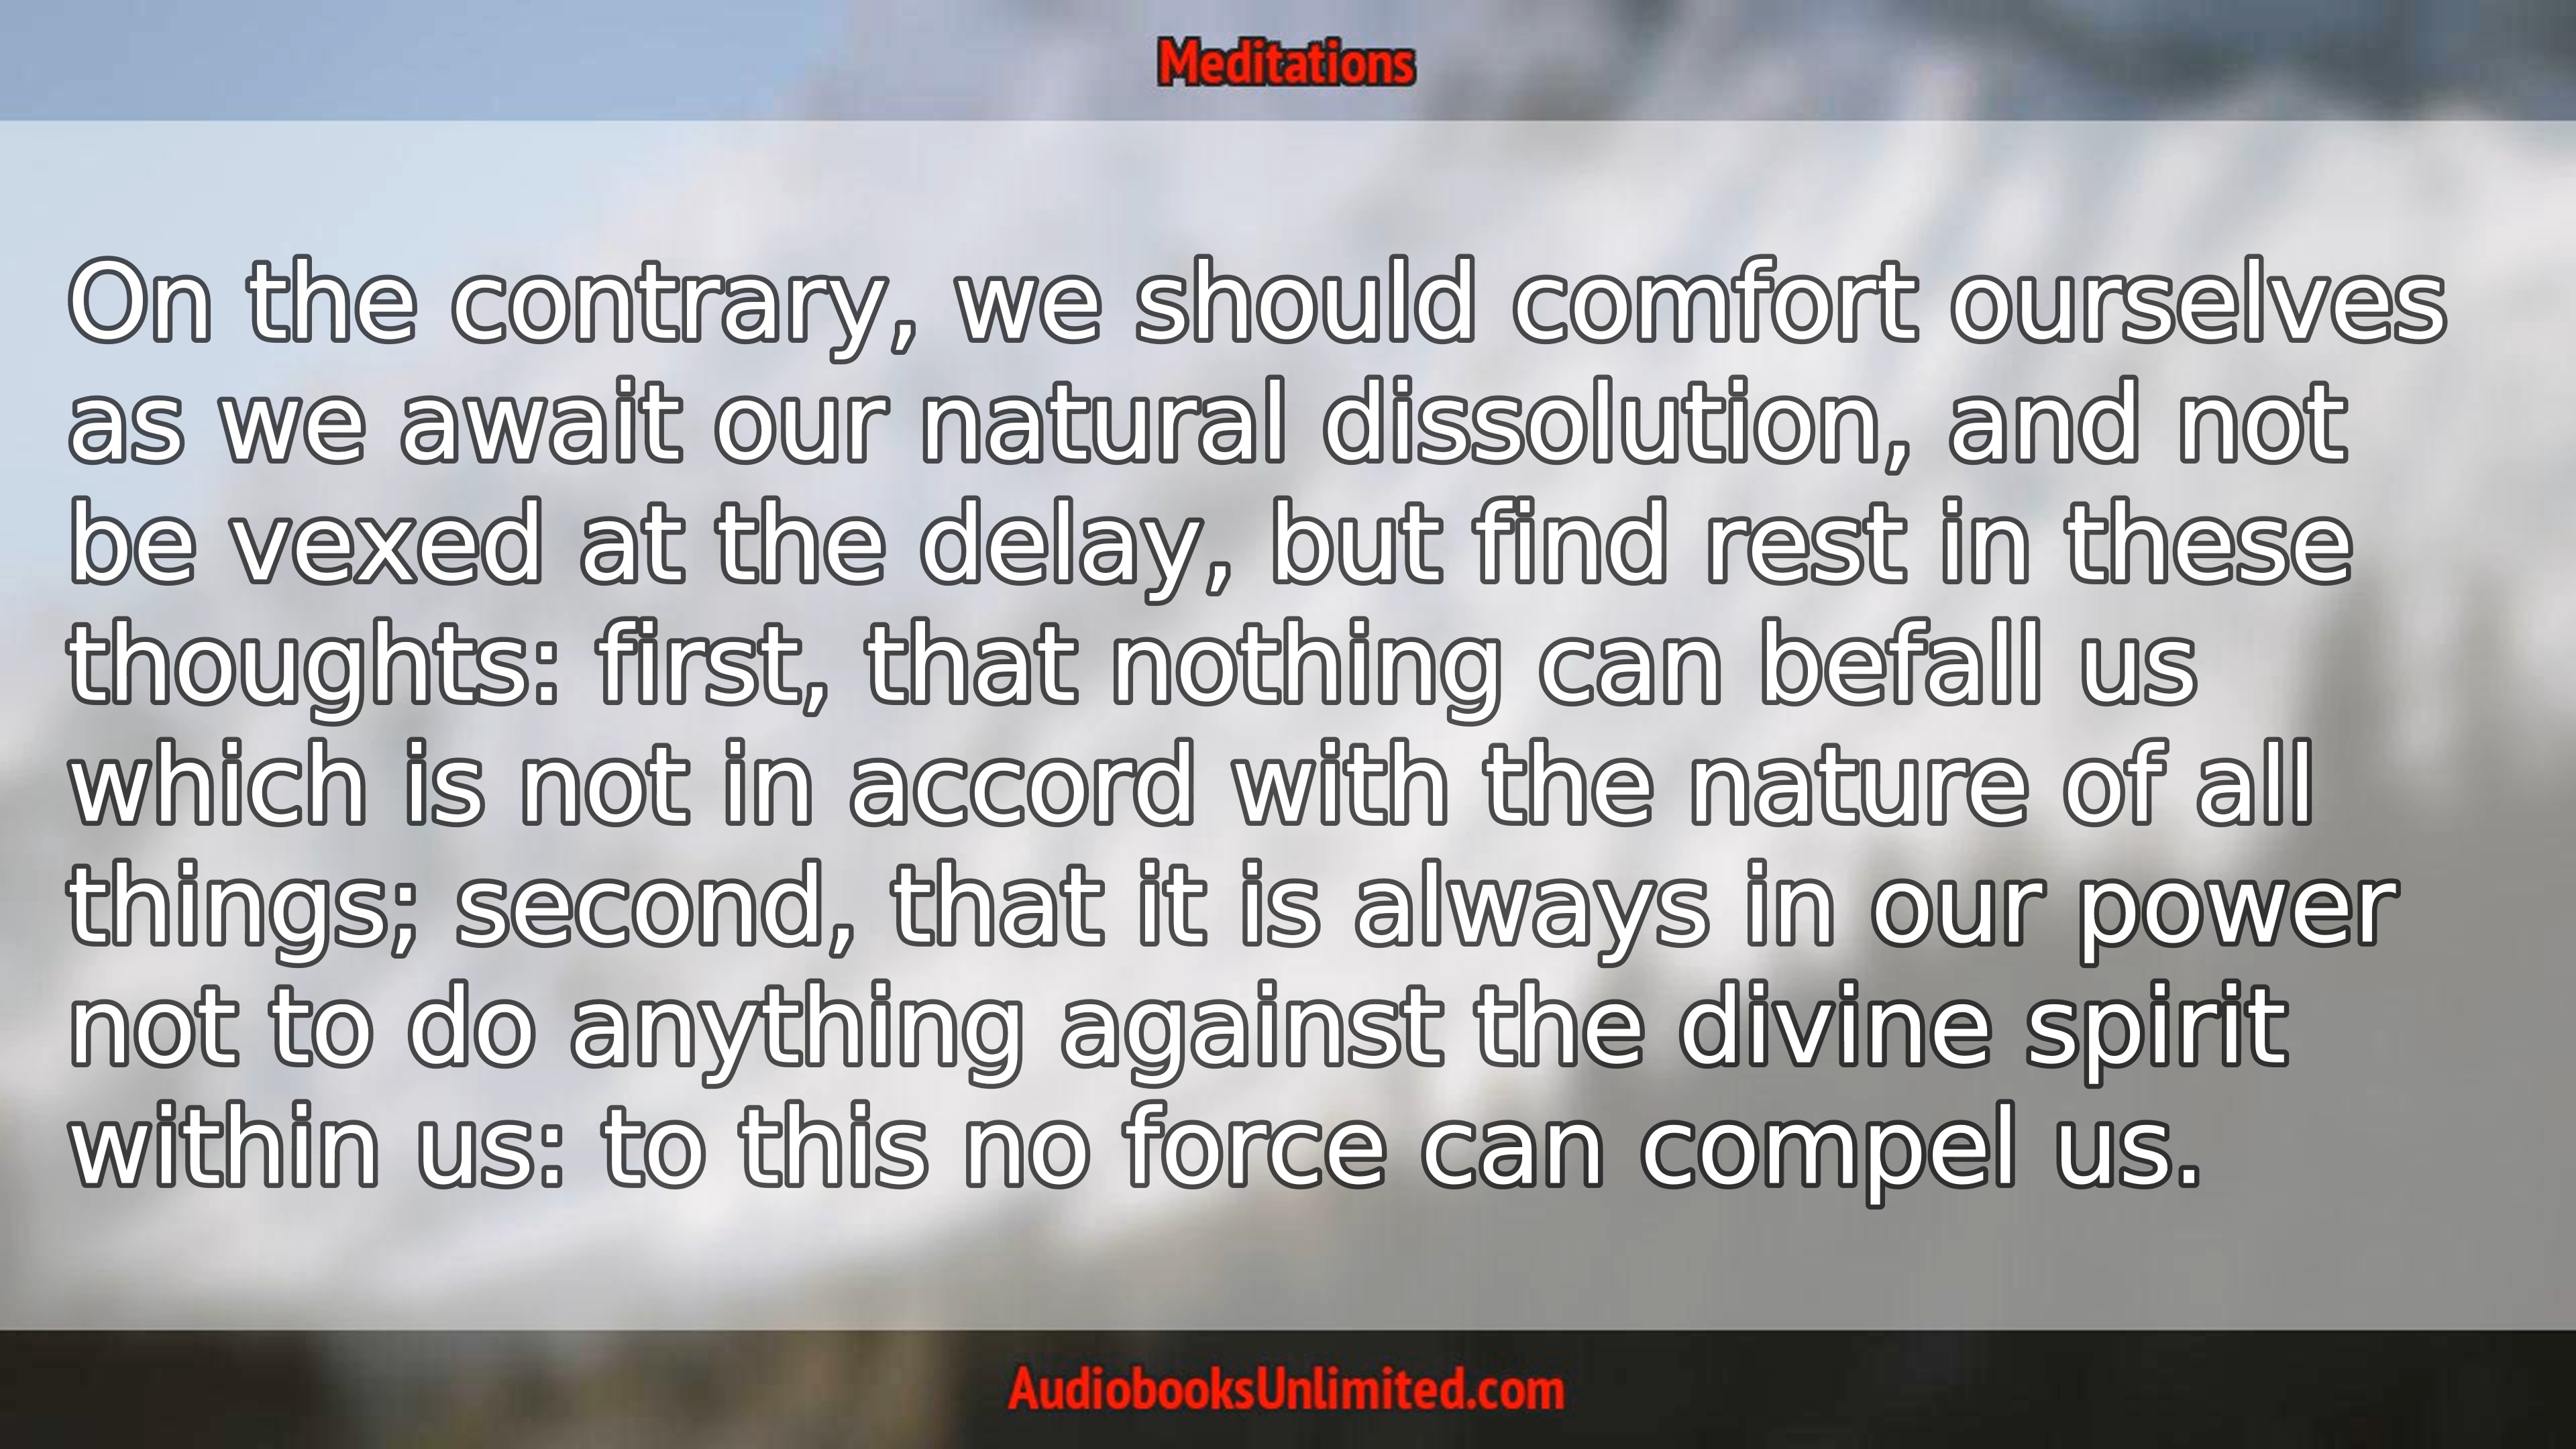 Meditations
On the contrary, we should comfort ourselves
as we await our natural dissolution, and not
be vexed at the delay, but find rest in these
thoughts: first, that nothing can befall us
which is not in accord with the nature of all
things; second, that it is always in our power
not to do anything against the divine spirit
within us: to this no force can compel us.
AudiobooksUnlimited.com